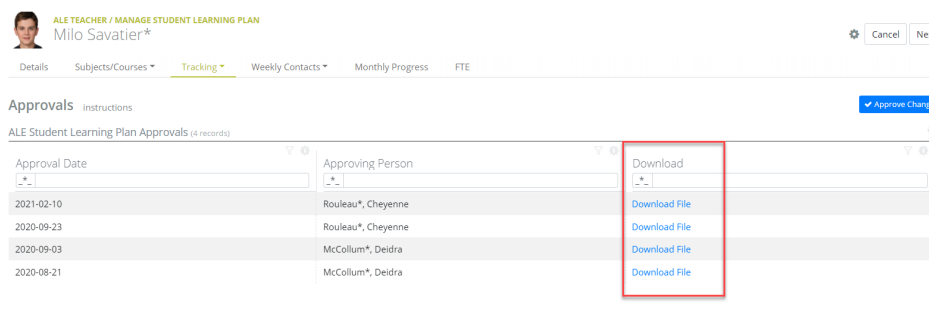 ALE TEACHER / MANAGE STUDENT LEARNING PLAN
Milo Savatier*
Cancel Ne
Details Subjects/Courses Tracking Weekly Contacts Monthly Progress FTE
Approvals instructions
Approve Chang
ALE Student Learning Plan Approvals (4 records)
Approval Date Approving Person Download
_*_ _*_ _*_
2021-02-10 Rouleau*, Cheyenne Download File
2020-09-23 Rouleau*, Cheyenne Download File
2020-09-03 McCollum*, Deidra Download File
2020-08-21 McCollum*, Deidra Download File